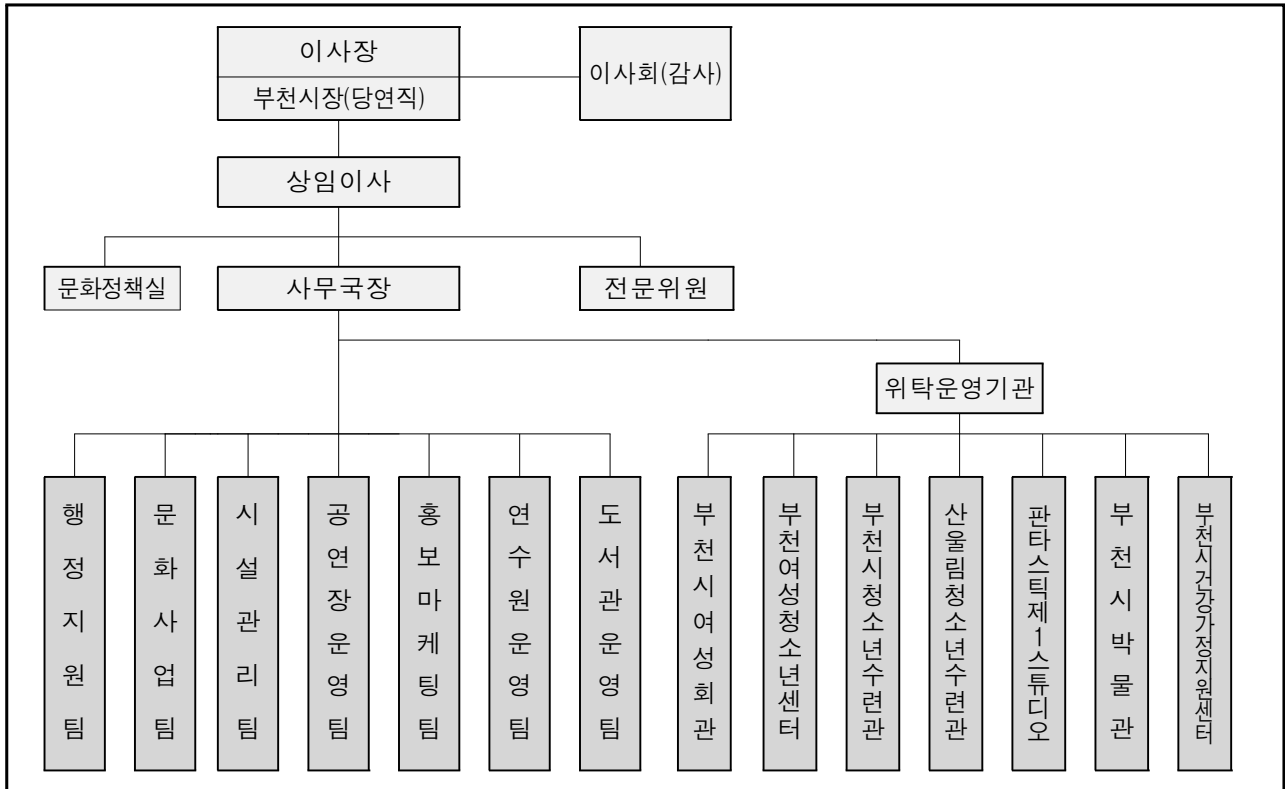 이사장
부천시장(당연직)
이사회(감사)
상임이사
문화정책실
사무국장
전문위원
위탁운영기관
행정지원팀
문화사업팀
시설관리팀
공연장운영팀
홍보마케팅팀
연수원운영팀
도서관운영팀
부천시여성회관
부천여성청소년센터
부천시청소년수련관
산울림청소년수련관
판타스틱제1스튜디오
부천시박물관
부천시건강가정지원센터